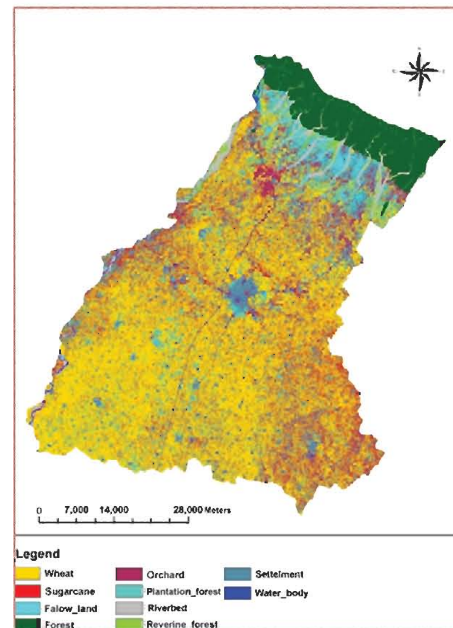 0 7,000 14,000 28,000 Meters
Legend
Wheat Orchard Settelment
Sugarcane Plantation_forest Water_body
Falow_land Riverbed
Forest Reverine_forest